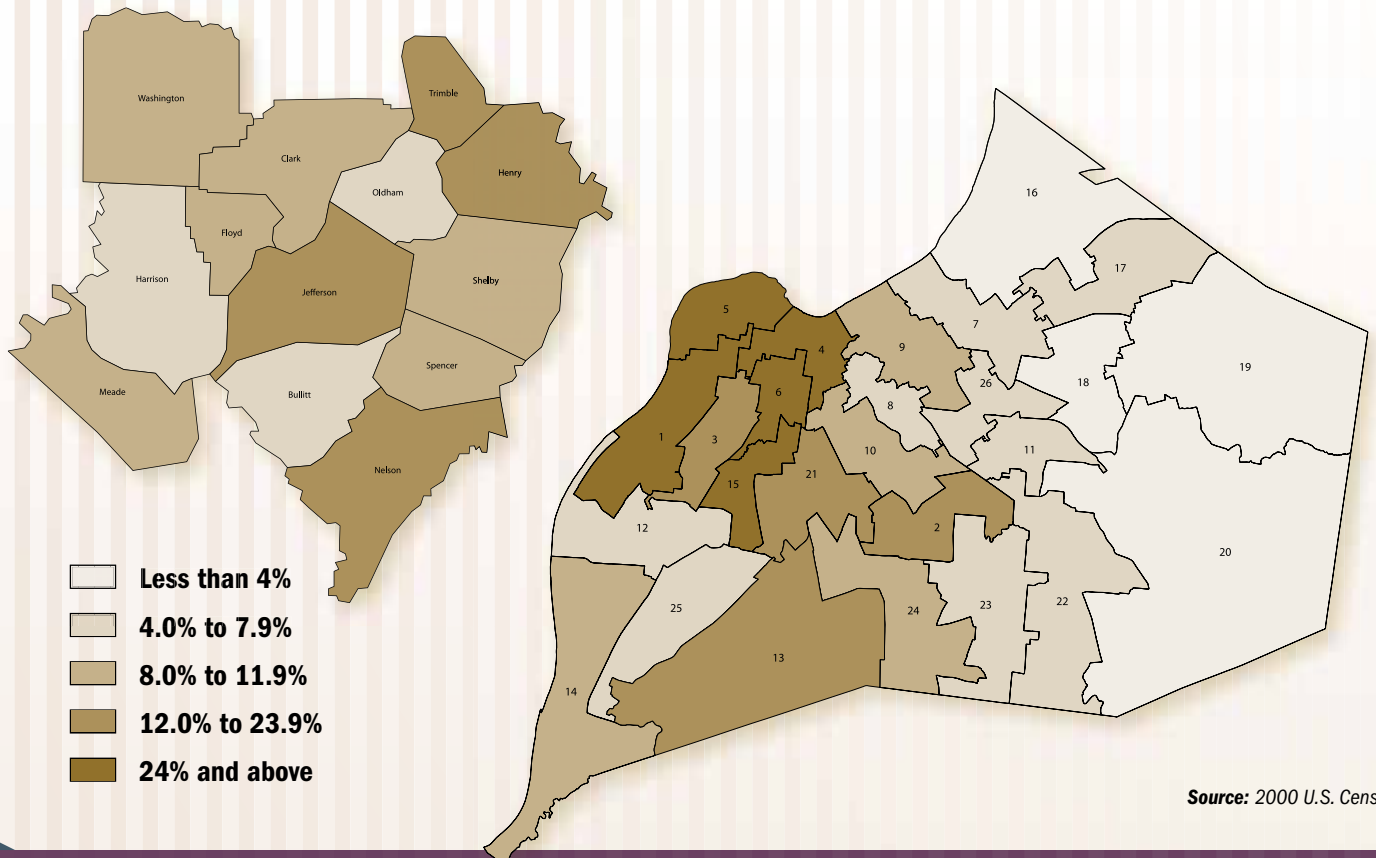 Washington
Trimble
Clark
Henry
Oldham
Floyd
Harrison
Jefferson
Shelby
Spencer
Meade
Bullitt
Nelson
Less than 4%
4.0% to 7.9%
8.0% to 11.9%
12.0% to 23.9%
24% and above
16
17
5
7
4
9
19
26
18
6
8
1
3
11
10
21
15
12
2
20
25
24
23
22
13
14
Source: 2000 U.S. Cens